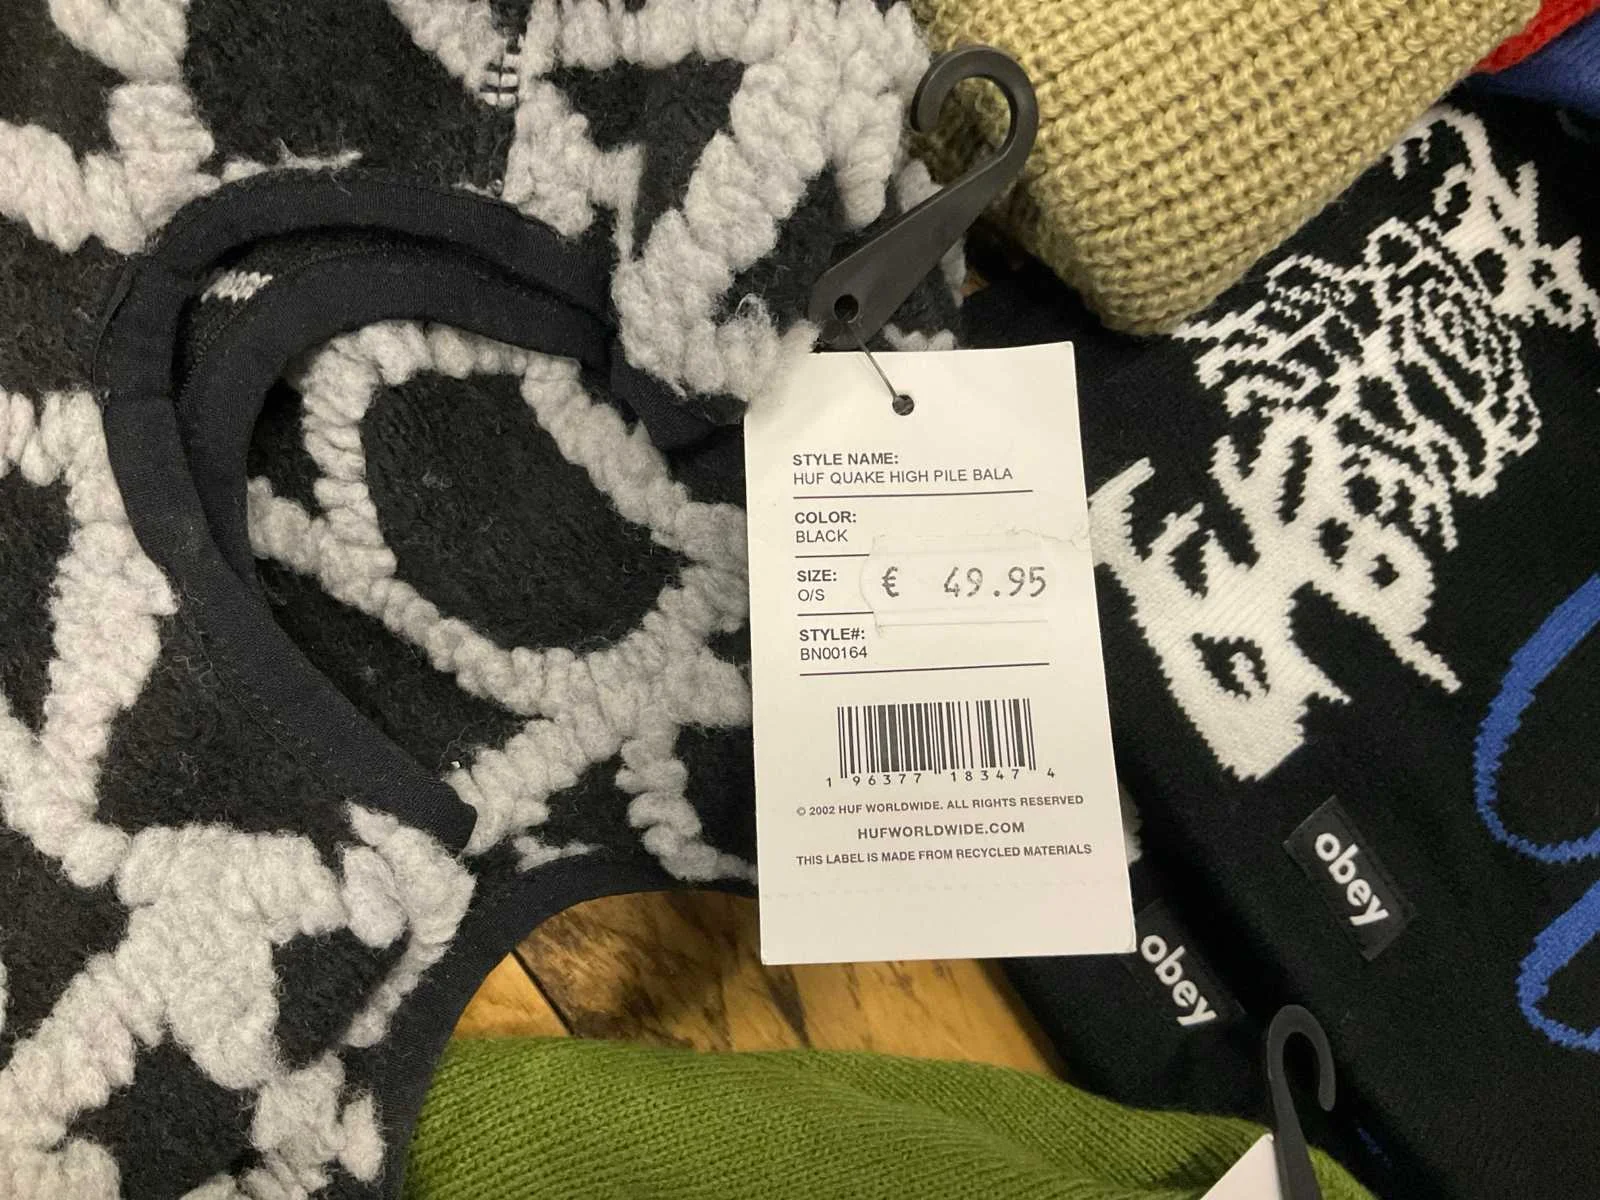 STYLE NAME:
HUF QUAKE HIGH PILE BALA
COLOR:
BLACK
SIZE:
O/S
€ 49.95
STYLE#:
BN00164
1 96377 18347 4
© 2002 HUF WORLDWIDE. ALL RIGHTS RESERVED
HUFWORLDWIDE.COM
THIS LABEL IS MADE FROM RECYCLED MATERIALS
obey
obey